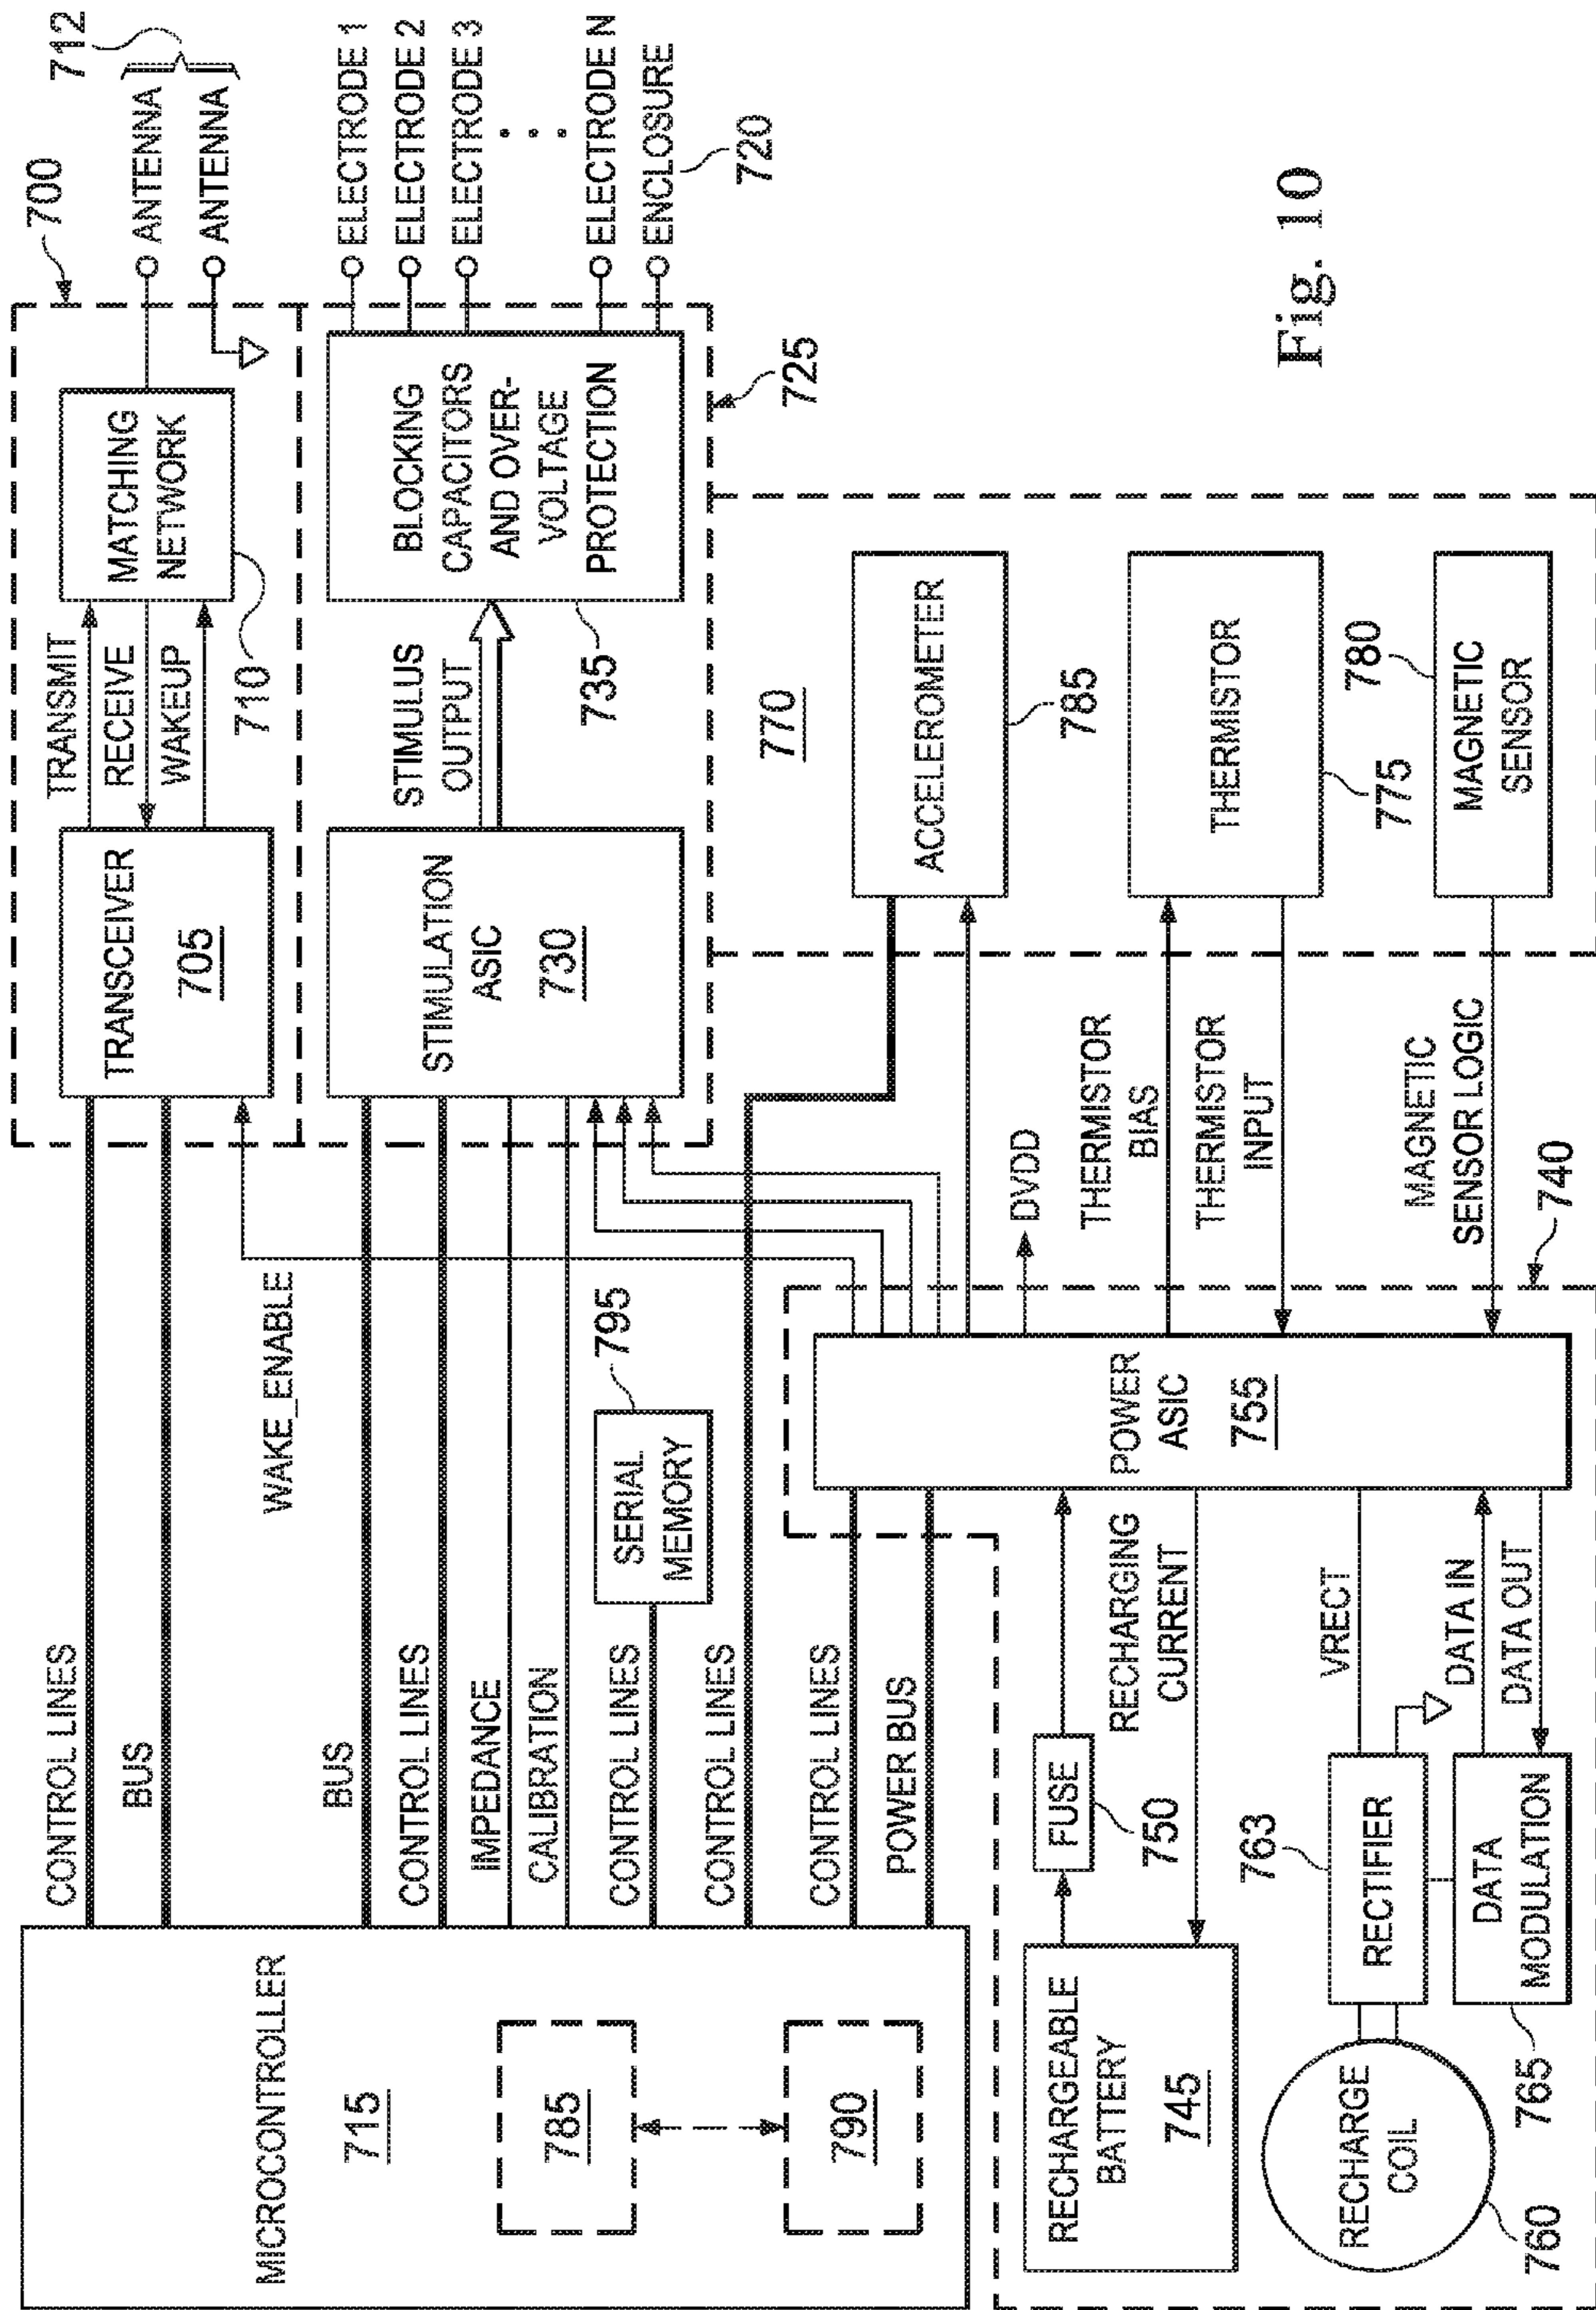 700
712
ANTENNA
ANTENNA
MATCHING
NETWORK
710
TRANSMIT
RECEIVE
WAKEUP
TRANSCEIVER
705
CONTROL LINES
BUS
WAKE_ENABLE
ELECTRODE 1
ELECTRODE 2
ELECTRODE 3
ELECTRODE N
ENCLOSURE
720
BLOCKING
CAPACITORS
AND OVER-
VOLTAGE
PROTECTION
735
725
STIMULUS
OUTPUT
STIMULATION
ASIC
730
BUS
CONTROL LINES
IMPEDANCE
CALIBRATION
CONTROL LINES
SERIAL
MEMORY
795
CONTROL LINES
CONTROL LINES
POWER BUS
MICROCONTROLLER
715
785
790
770
ACCELEROMETER
785
THERMISTOR
775
780
MAGNETIC
SENSOR
DVDD
THERMISTOR
BIAS
THERMISTOR
INPUT
MAGNETIC
SENSOR LOGIC
740
POWER
ASIC
755
RECHARGING
CURRENT
FUSE
750
RECHARGEABLE
BATTERY
745
VRECT
DATA IN
DATA OUT
763
RECTIFIER
DATA
MODULATION
765
RECHARGE
COIL
760
Fig. 10